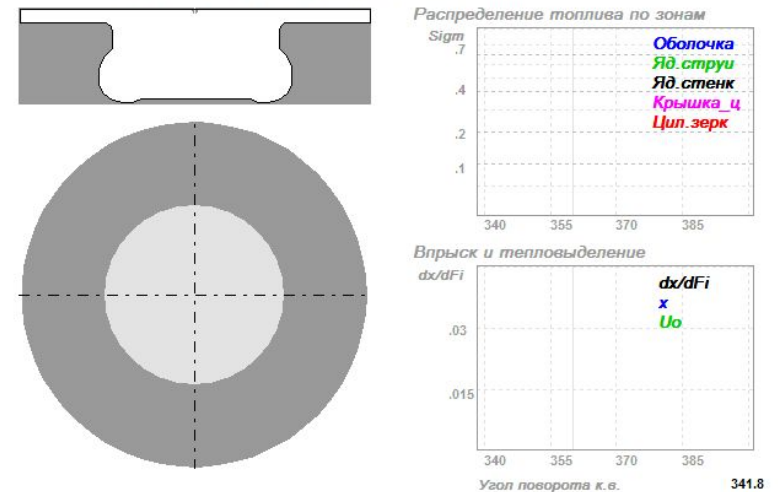 Распределение топлива по зонам
Sigm
.7
.4
.2
.1
Оболочка
Яд.струи
Яд.стенк
Крышка_ц
Цил.зерк
340 355 370 385
Впрыск и тепловыделение
dx/dFi
.03
.015
dx/dFi
x
Uo
340 355 370 385
Угол поворота к.в. 341.8